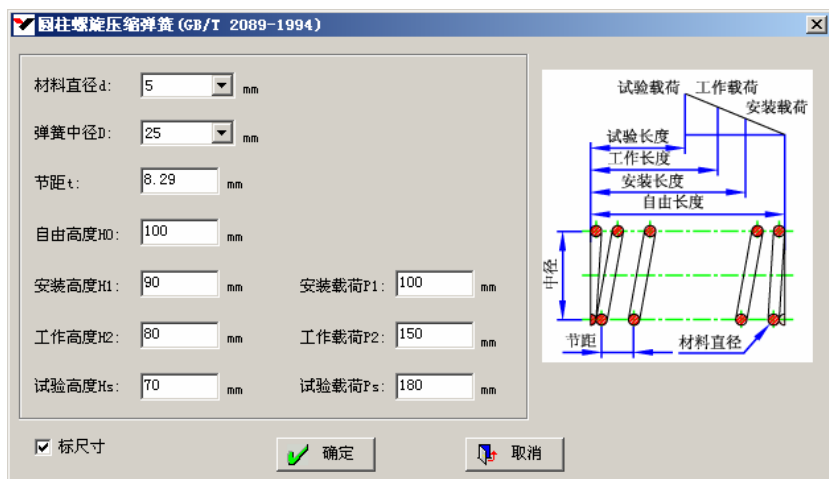 圆柱螺旋压缩弹簧(GB/T 2089-1994)
材料直径d: 5 mm
弹簧中径D: 25 mm
节距t: 8.29 mm
自由高度H0: 100 mm
安装高度H1: 90 mm 安装载荷P1: 100 mm
工作高度H2: 80 mm 工作载荷P2: 150 mm
试验高度Hs: 70 mm 试验载荷Ps: 180 mm
标尺寸
确定
取消
试验载荷 工作载荷
安装载荷
试验长度
工作长度
安装长度
自由长度
中径
节距
材料直径